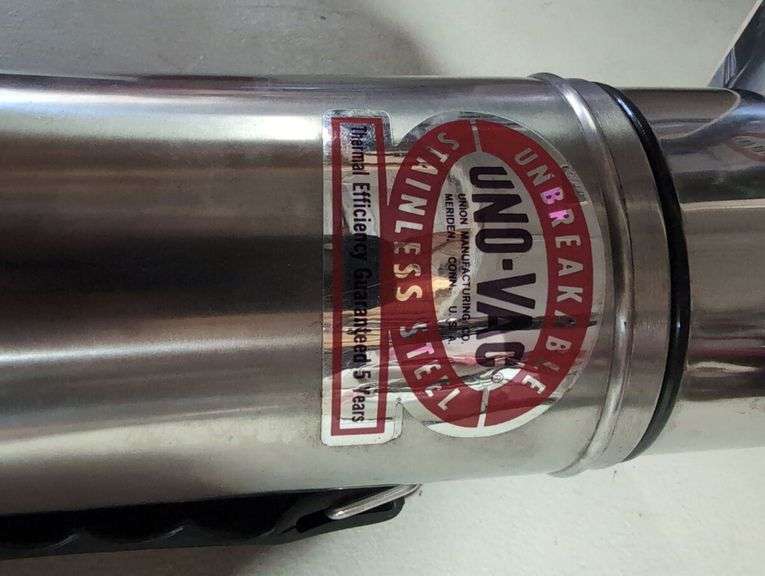 UNBREAKABLE
UNO-VAC®
UNION MANUFACTURING CO.
MERIDEN, CONN. U.S.A.
STAINLESS STEEL
Thermal Efficiency Guaranteed 5 Years